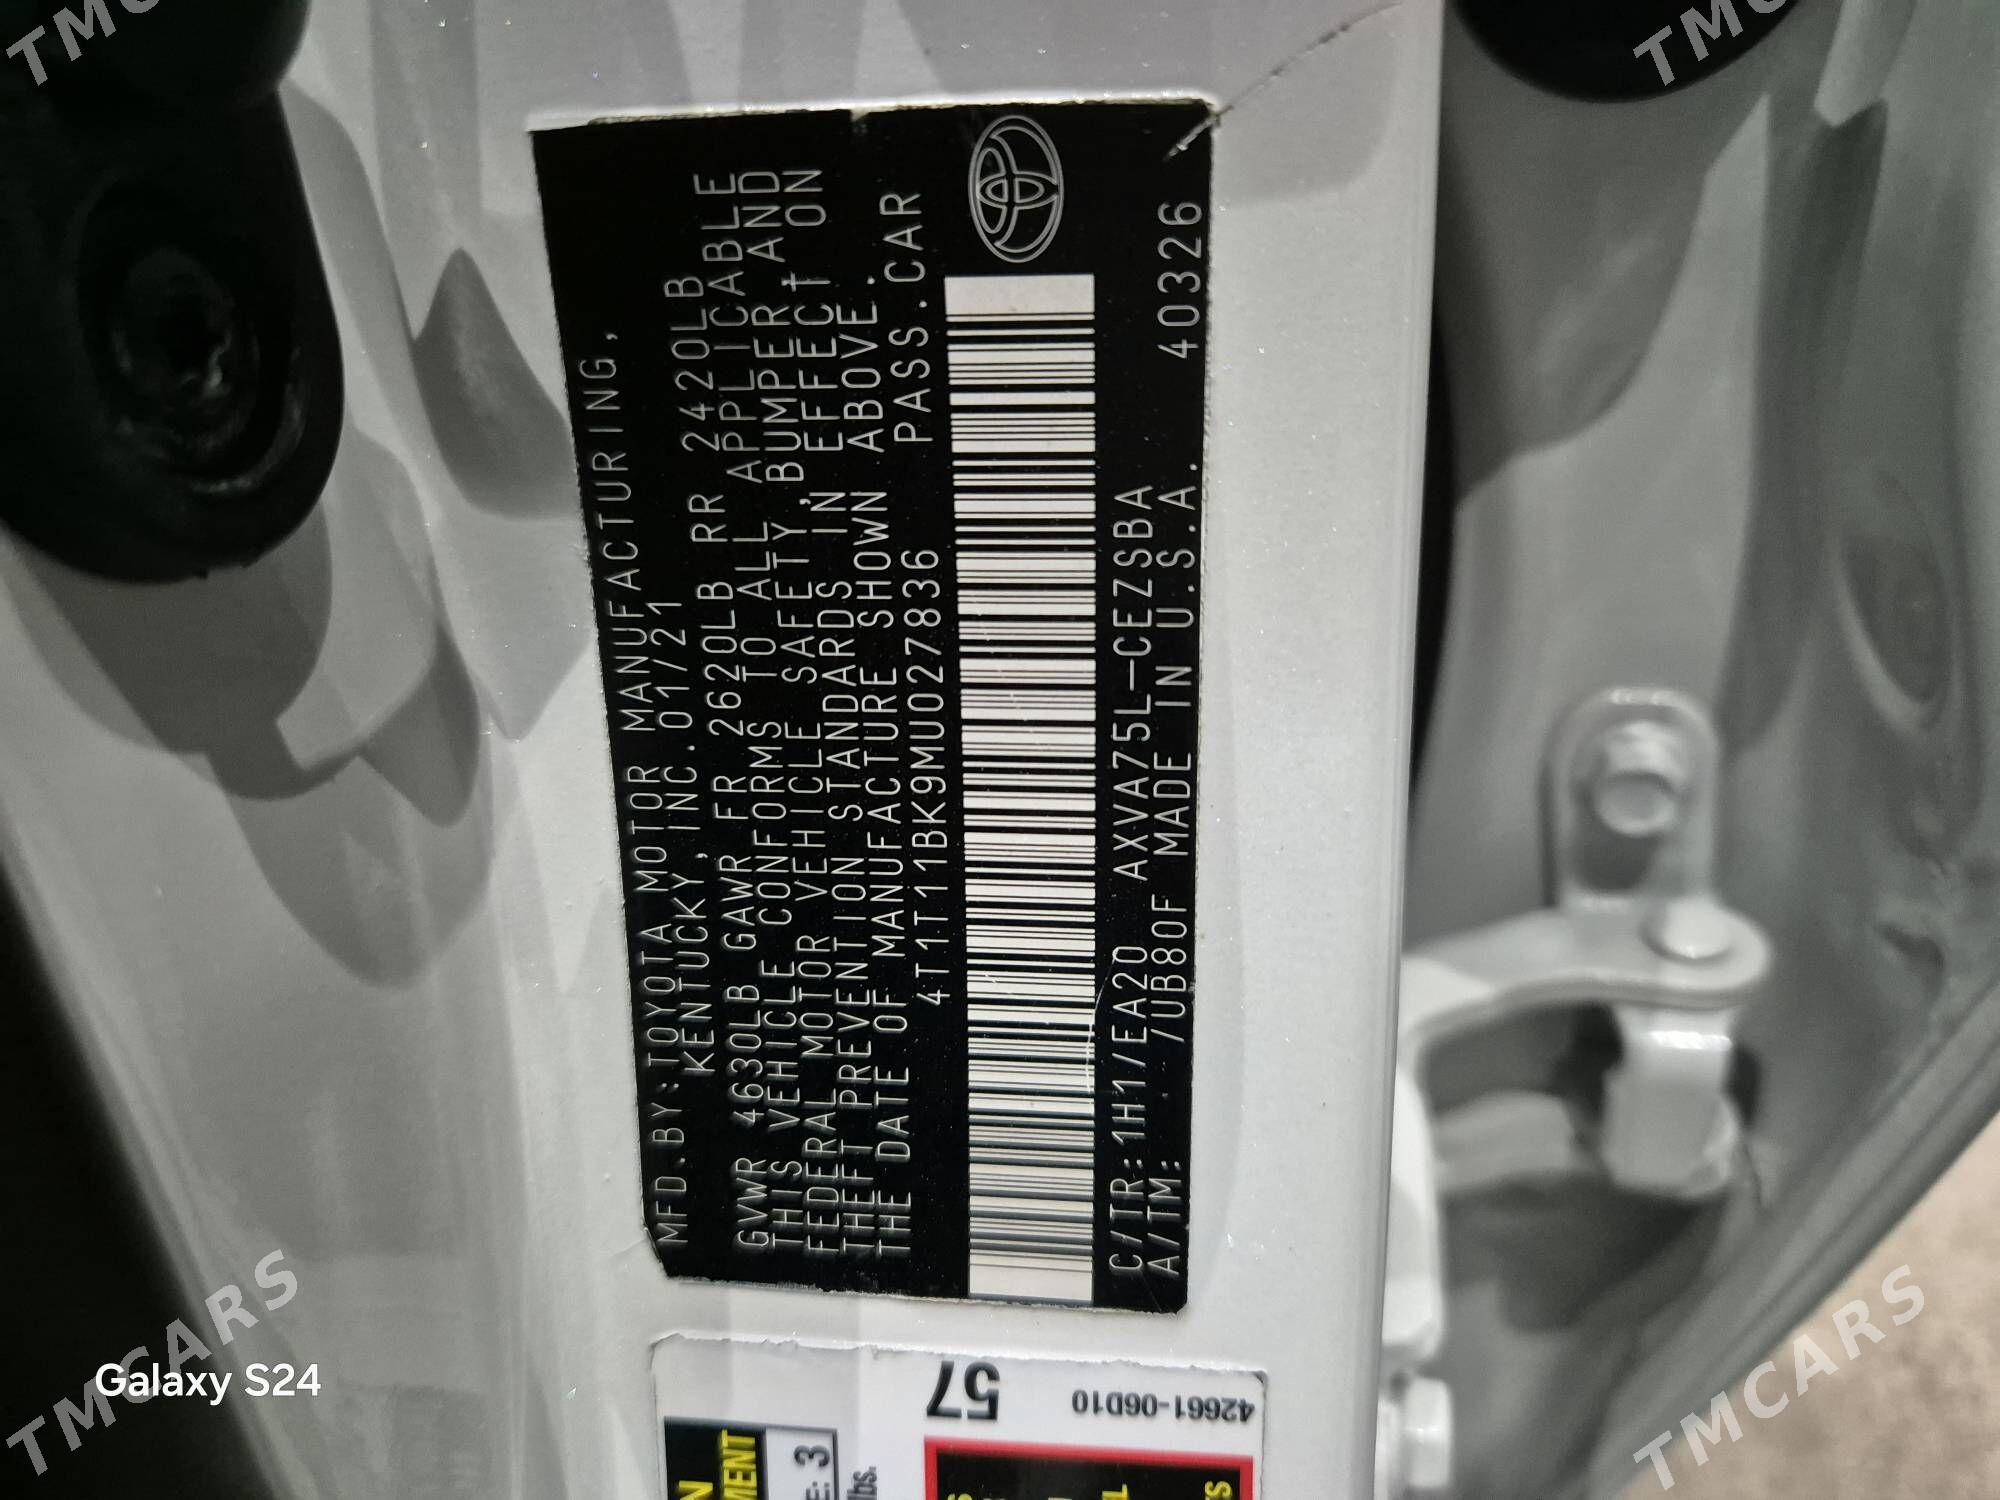 MFD.BY:TOYOTA MOTOR MANUFACTURING,
KENTUCKY, INC. 01/21
GVWR 4630LB GAWR FR 2620LB RR 2420LB
THIS VEHICLE CONFORMS TO ALL APPLICABLE
FEDERAL MOTOR VEHICLE SAFETY,BUMPER AND
THEFT PREVENTION STANDARDS IN EFFECT ON
THE DATE OF MANUFACTURE SHOWN ABOVE.
4T1T11BK9MU027836 PASS.CAR
C/TR:1H1/EA20 AXVA75L-CEZSBA
A/TM: -/UB80F MADE IN U.S.A. 40326
57
42661-06D10
MENT
E: 3
lbs.
Galaxy S24
TMCARS
TMCARS